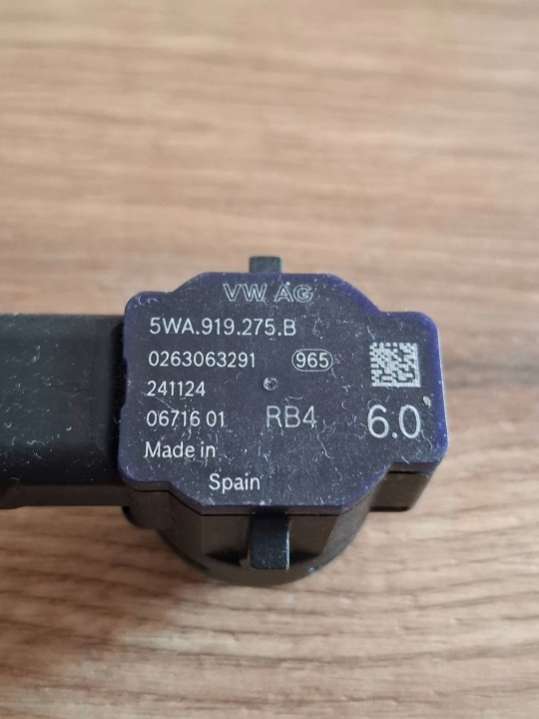 VW AG
5WA.919.275.B
0263063291 965
241124
06716 01 RB4 6.0
Made in
Spain